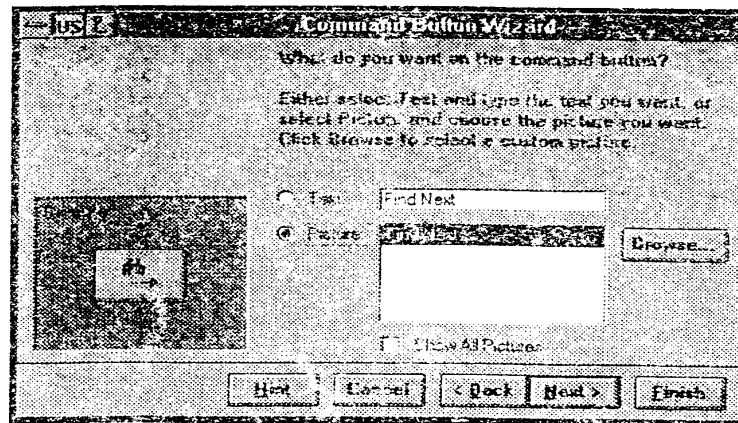 US
Command Button Wizard
What do you want on the command button?
Either select Text and type the text you want, or
select Picture and choose the picture you want.
Click Browse to select a custom picture.
Text Find Next
Picture
Browse...
Show All Pictures
Hint Cancel < Back Next > Finish